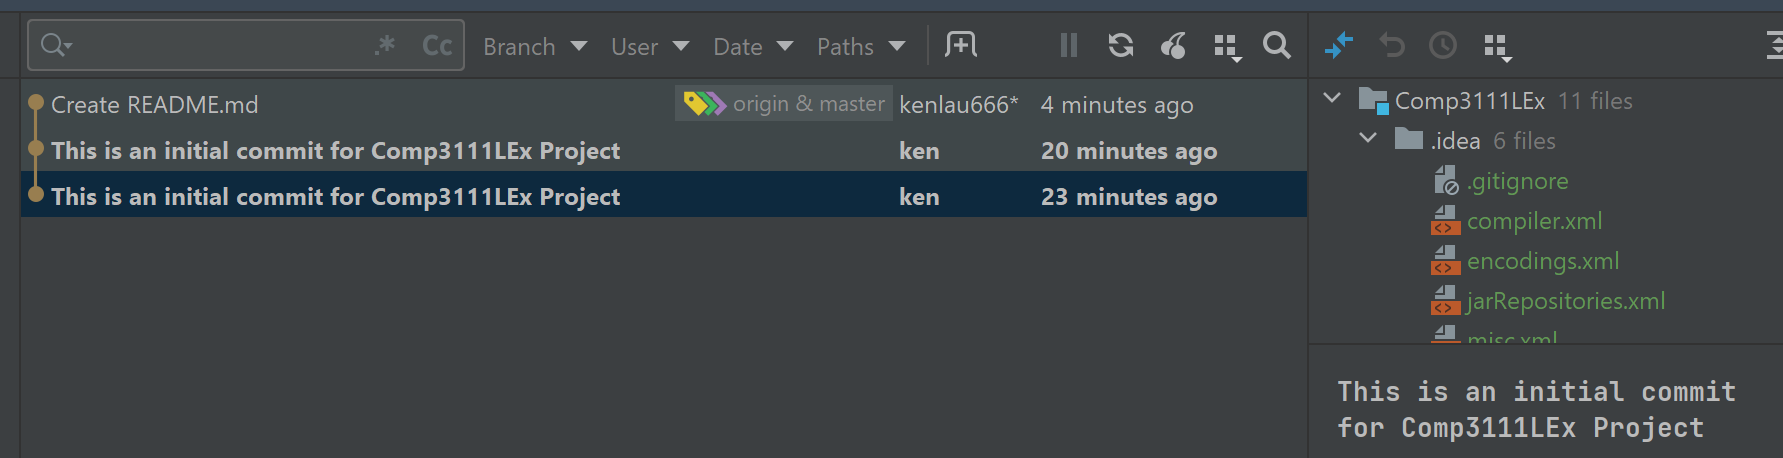 .* Cc Branch User Date Paths
Create README.md origin & master kenlau666* 4 minutes ago
This is an initial commit for Comp3111LEx Project ken 20 minutes ago
This is an initial commit for Comp3111LEx Project ken 23 minutes ago
Comp3111LEx 11 files
.idea 6 files
.gitignore
compiler.xml
encodings.xml
jarRepositories.xml
misc.xml
This is an initial commit
for Comp3111LEx Project